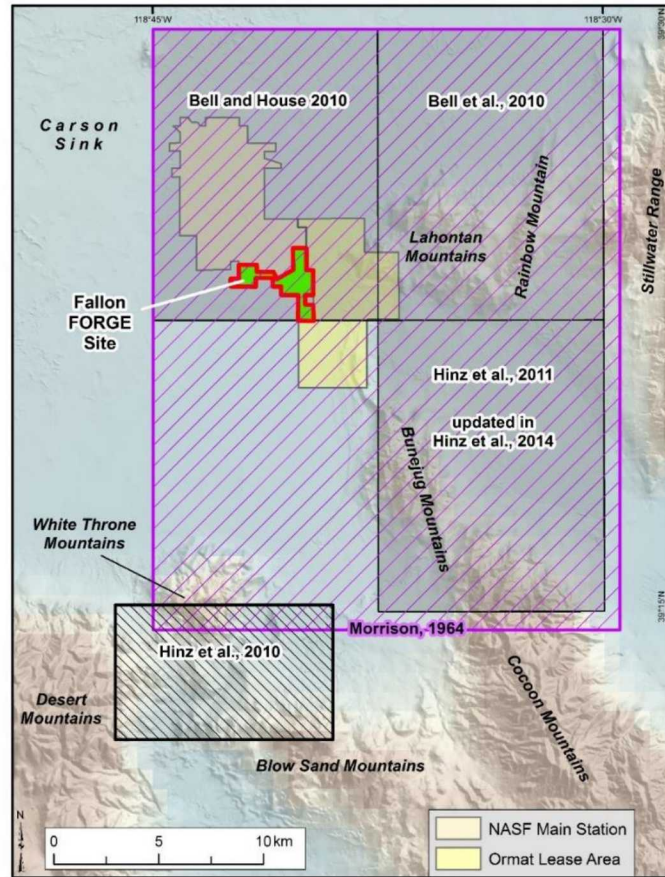 118°45'W
118°30'W
Bell and House 2010
Bell et al., 2010
Carson
Sink
Stillwater Range
Rainbow Mountain
Lahontan
Mountains
Fallon
FORGE
Site
Hinz et al., 2011
updated in
Hinz et al., 2014
Bunejug Mountains
White Throne
Mountains
39°15'N
Morrison, 1964
Hinz et al., 2010
Desert
Mountains
Cocoon Mountains
Blow Sand Mountains
N
0
5
10 km
NASF Main Station
Ormat Lease Area